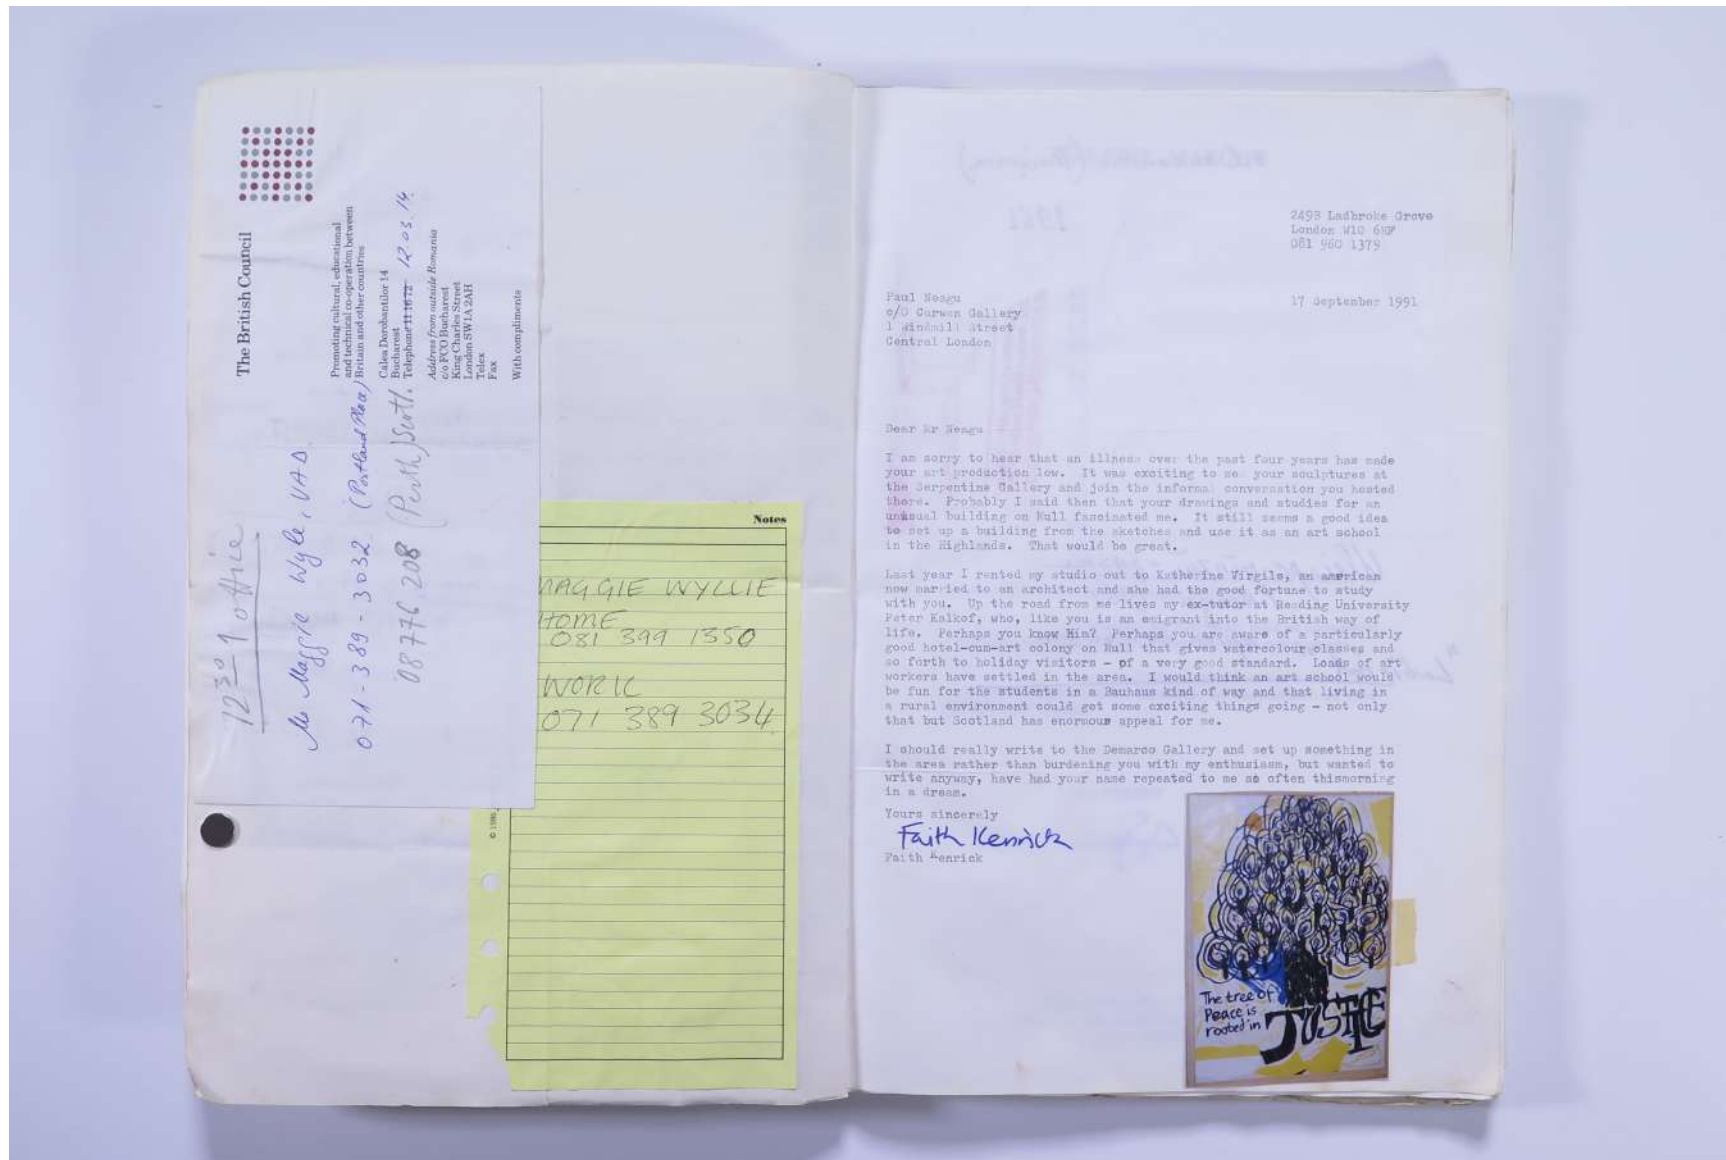 The British Council
Promoting cultural, educational
and technical co-operation between
Britain and other countries
Calea Dorobantilor 14
Bucharest
Telephone 11 16 72 12.03.14.
Address from outside Romania
c/o FCO Bucharest
King Charles Street
London SW1A 2AH
Telex
Fax
With compliments
12 30 - 1 office
Ms Maggie Wyle, VAD
071-389-3032 (Portland Place)
08776 208 (Perth) Scotl.
Notes
MAGGIE WYLLIE
HOME
081 399 1350
WORK
071 389 3034
© 1986
249B Ladbroke Grove
London W10
081 960 1379
17 September 1991
Paul Neagu
c/o Curwen Gallery
1 Windmill Street
Central London
Dear Mr Neagu
I am sorry to hear that an illness over the past four years has made
your art production low. It was exciting to see your sculptures at
the Serpentine Gallery and join the informal conversation you hosted
there. Probably I said then that your drawings and studies for an
unusual building on Mull fascinated me. It still seems a good idea
to set up a building from the sketches and use it as an art school
in the Highlands. That would be great.
Last year I rented my studio out to Katherine Virgils, an american
now married to an architect and she had the good fortune to study
with you. Up the road from me lives my ex-tutor at Reading University
Peter Kalkof, who, like you is an emigrant into the British way of
life. Perhaps you know Him? Perhaps you are aware of a particularly
good hotel-cum-art colony on Mull that gives watercolour classes and
so forth to holiday visitors - of a very good standard. Loads of art
workers have settled in the area. I would think an art school would
be fun for the students in a Bauhaus kind of way and that living in
a rural environment could get some exciting things going - not only
that but Scotland has enormous appeal for me.
I should really write to the Demarco Gallery and set up something in
the area rather than burdening you with my enthusiasm, but wanted to
write anyway, have had your name repeated to me so often thismorning
in a dream.
Yours sincerely
Faith Kenrick
Faith Kenrick
The tree of
Peace is
rooted in
JUSTICE